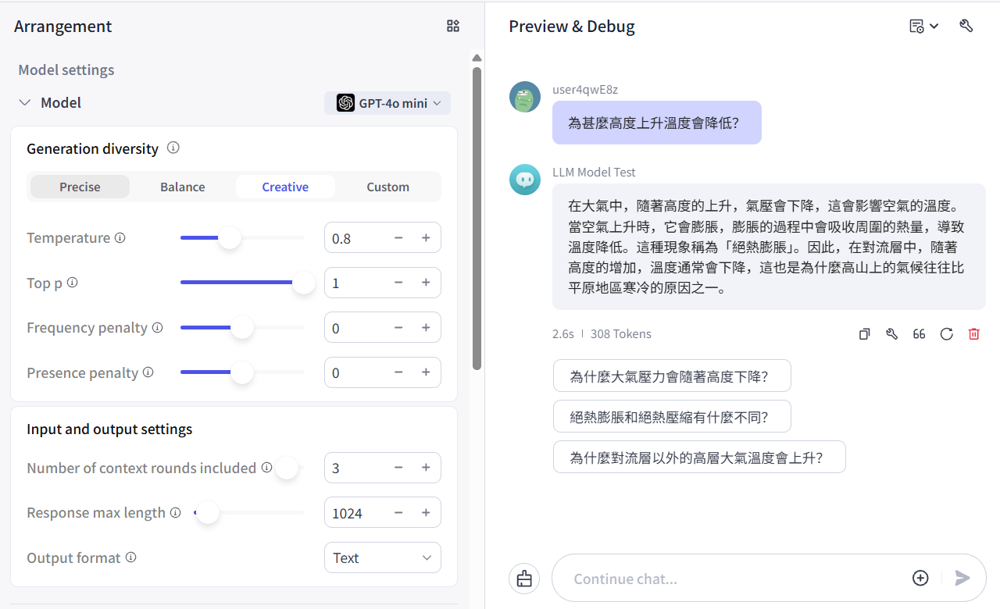 Arrangement
Model settings
Model
GPT-4o mini
Generation diversity
Precise
Balance
Creative
Custom
Temperature
0.8
Top p
1
Frequency penalty
0
Presence penalty
0
Input and output settings
Number of context rounds included
3
Response max length
1024
Output format
Text
Preview & Debug
user4qwE8z
為甚麼高度上升溫度會降低？
LLM Model Test
在大氣中，隨著高度的上升，氣壓會下降，這會影響空氣的溫度。
當空氣上升時，它會膨脹，膨脹的過程中會吸收周圍的熱量，導致
溫度降低。這種現象稱為「絕熱膨脹」。因此，在對流層中，隨著
高度的增加，溫度通常會下降，這也是為什麼高山上的氣候往往比
平原地區寒冷的原因之一。
2.6s
308 Tokens
為什麼大氣壓力會隨著高度下降？
絕熱膨脹和絕熱壓縮有什麼不同？
為什麼對流層以外的高層大氣溫度會上升？
Continue chat...